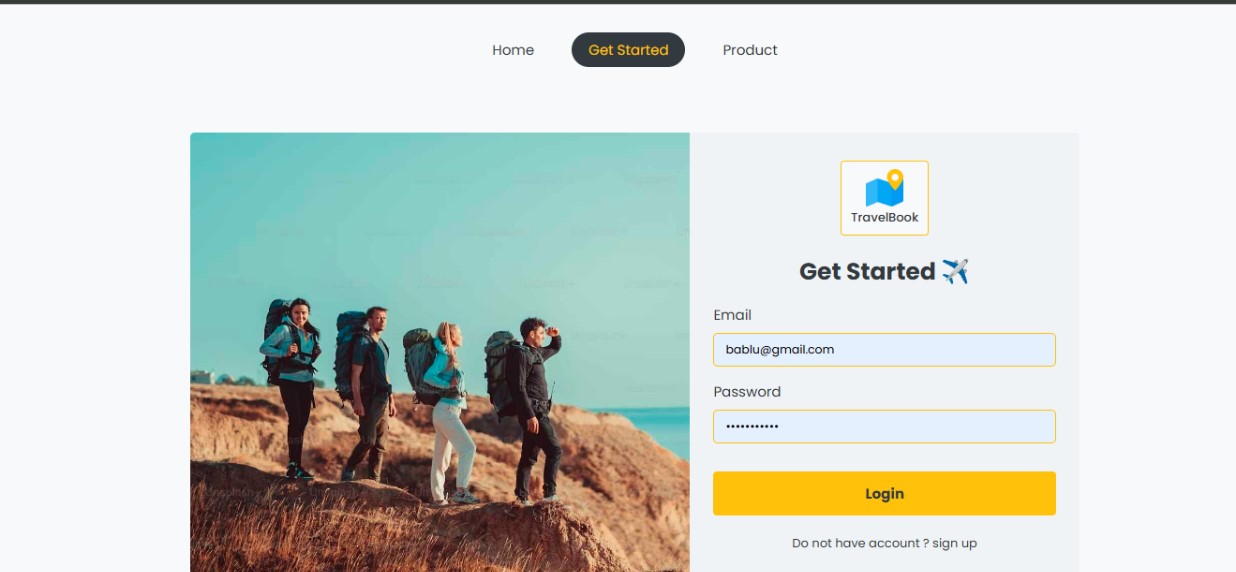 Home
Get Started
Product
TravelBook
Get Started ✈️
Email
bablu@gmail.com
Password
•••••••••••
Login
Do not have account ? sign up